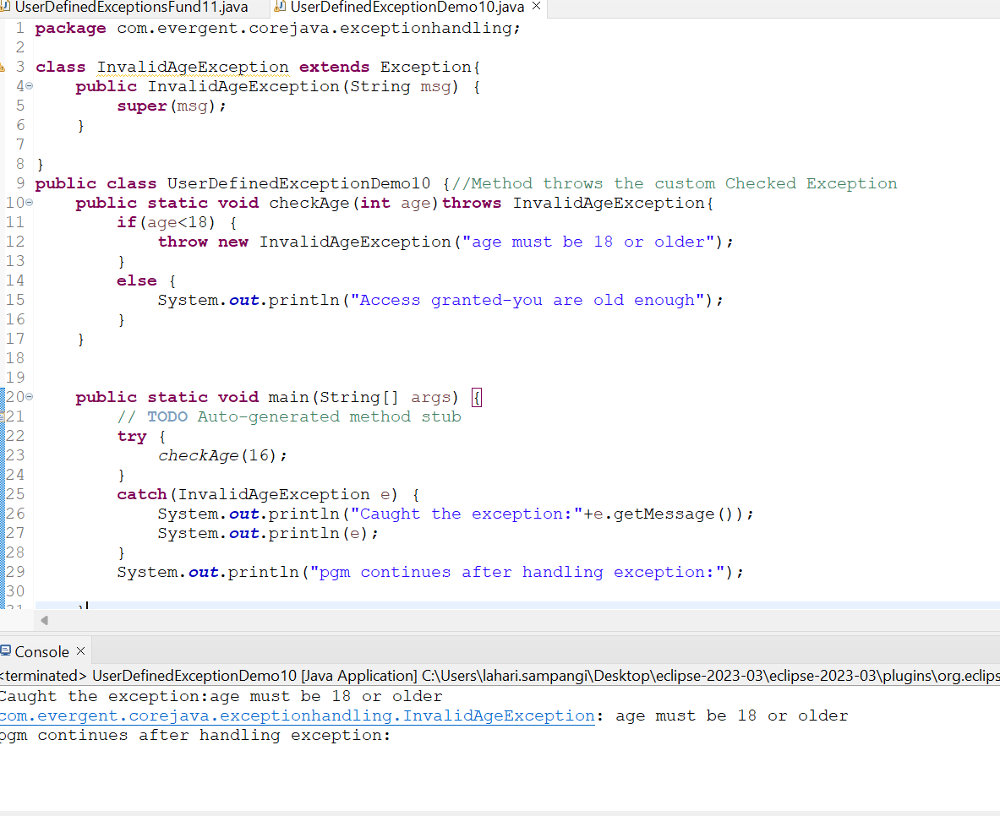 UserDefinedExceptionsFund11.java UserDefinedExceptionDemo10.java
1 package com.evergent.corejava.exceptionhandling;
2
3 class InvalidAgeException extends Exception{
4     public InvalidAgeException(String msg) {
5         super(msg);
6     }
7
8 }
9 public class UserDefinedExceptionDemo10 {//Method throws the custom Checked Exception
10     public static void checkAge(int age)throws InvalidAgeException{
11         if(age<18) {
12             throw new InvalidAgeException("age must be 18 or older");
13         }
14         else {
15             System.out.println("Access granted-you are old enough");
16         }
17     }
18
19
20     public static void main(String[] args) {
21         // TODO Auto-generated method stub
22         try {
23             checkAge(16);
24         }
25         catch(InvalidAgeException e) {
26             System.out.println("Caught the exception:"+e.getMessage());
27             System.out.println(e);
28         }
29         System.out.println("pgm continues after handling exception:");
30
31     }
Console
<terminated> UserDefinedExceptionDemo10 [Java Application] C:\Users\lahari.sampangi\Desktop\eclipse-2023-03\eclipse-2023-03\plugins\org.eclips
Caught the exception:age must be 18 or older
com.evergent.corejava.exceptionhandling.InvalidAgeException: age must be 18 or older
pgm continues after handling exception: